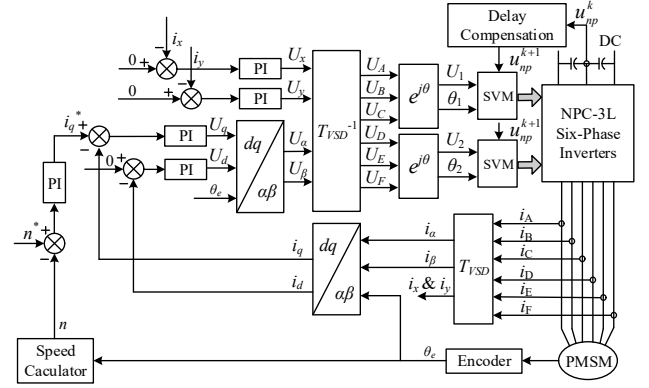 i_x
i_y
0
+
−
PI
U_x
0
+
−
PI
U_y
i_q*
+
−
PI
U_q
0
+
−
PI
U_d
θ_e
dq
αβ
U_α
U_β
T_VSD^-1
U_A
U_B
U_C
U_D
U_E
U_F
e^jθ
U_1
θ_1
e^jθ
U_2
θ_2
Delay
Compensation
u_np^k
u_np^k+1
SVM
u_np^k+1
SVM
DC
NPC-3L
Six-Phase
Inverters
PI
n*
+
−
n
Speed
Caculator
i_q
i_d
dq
αβ
i_α
i_β
i_x & i_y
T_VSD
i_A
i_B
i_C
i_D
i_E
i_F
θ_e
Encoder
PMSM